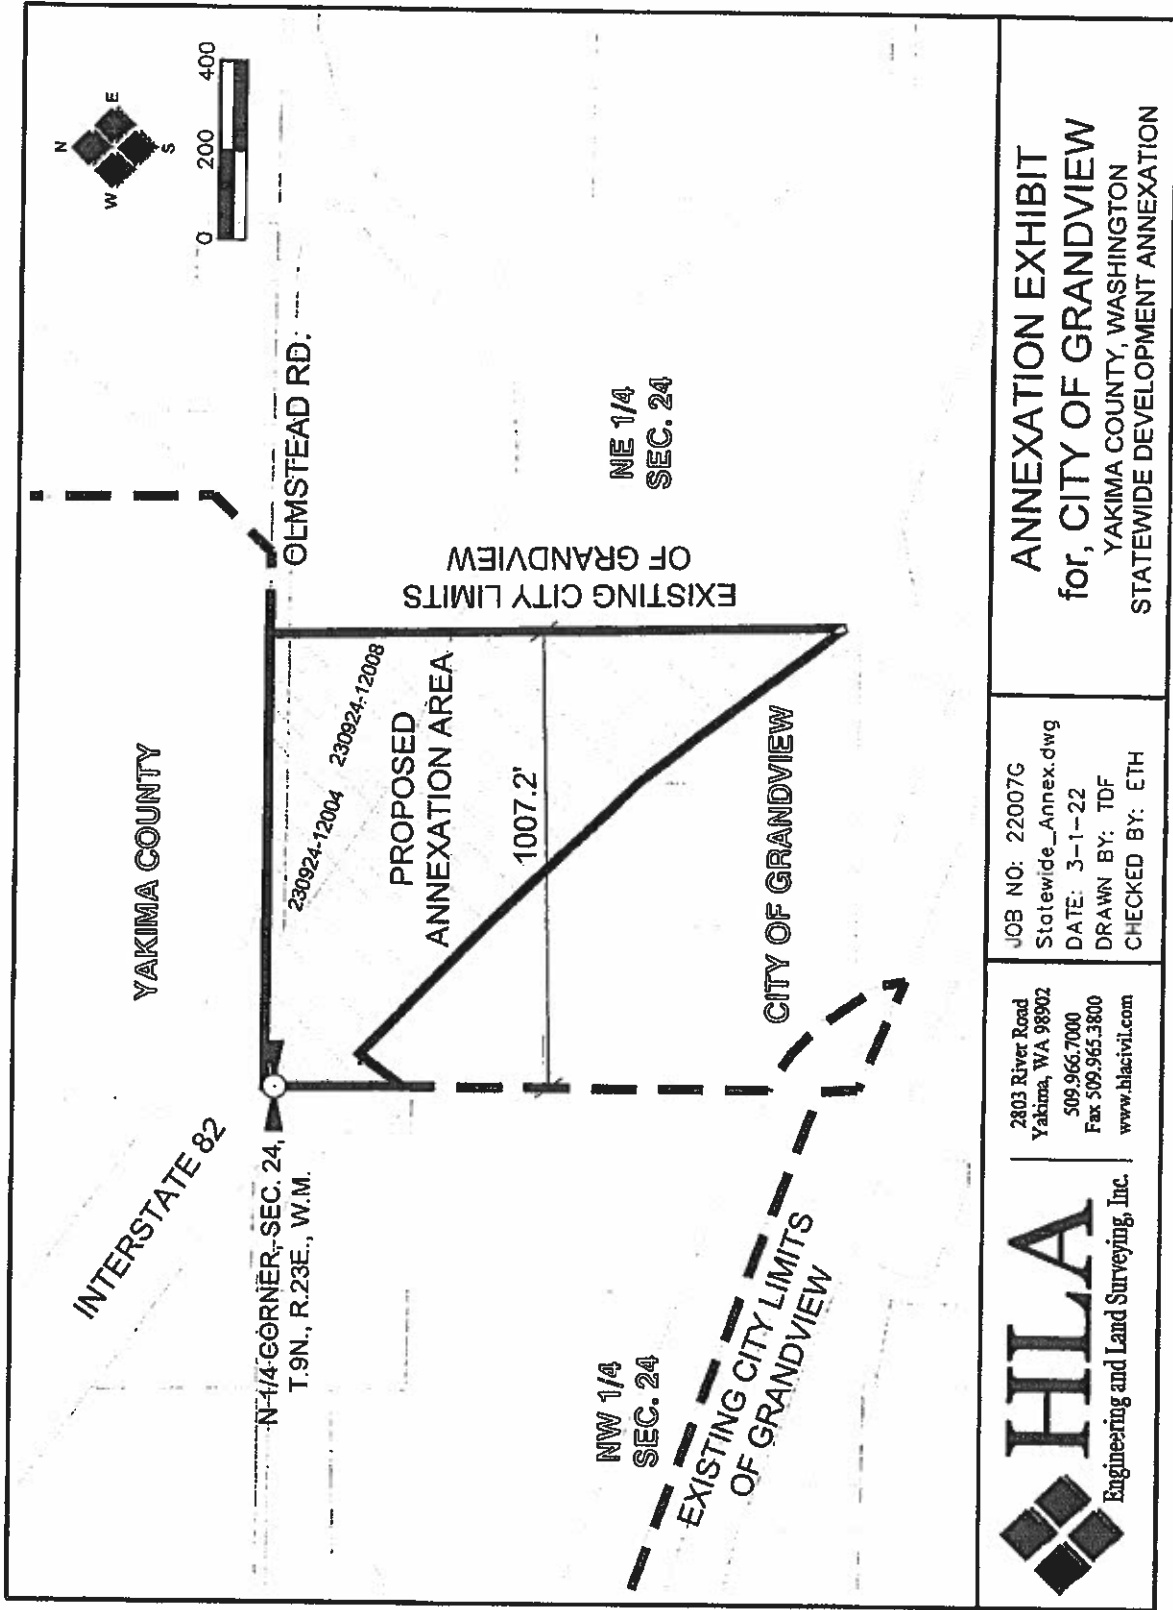 N
W
E
S
0
200
400
INTERSTATE 82
YAKIMA COUNTY
N-1/4 CORNER, SEC. 24,
T.9N., R.23E., W.M.
OLMSTEAD RD.
230924-12004
230924-12008
PROPOSED
ANNEXATION AREA
1007.2'
EXISTING CITY LIMITS
OF GRANDVIEW
NE 1/4
SEC. 24
NW 1/4
SEC. 24
CITY OF GRANDVIEW
EXISTING CITY LIMITS
OF GRANDVIEW
HLA
Engineering and Land Surveying, Inc.
2803 River Road
Yakima, WA 98902
509.966.7000
Fax 509.965.3800
www.hlacivil.com
JOB NO: 22007G
Statewide_Annex.dwg
DATE: 3-1-22
DRAWN BY: TDF
CHECKED BY: ETH
ANNEXATION EXHIBIT
for, CITY OF GRANDVIEW
YAKIMA COUNTY, WASHINGTON
STATEWIDE DEVELOPMENT ANNEXATION